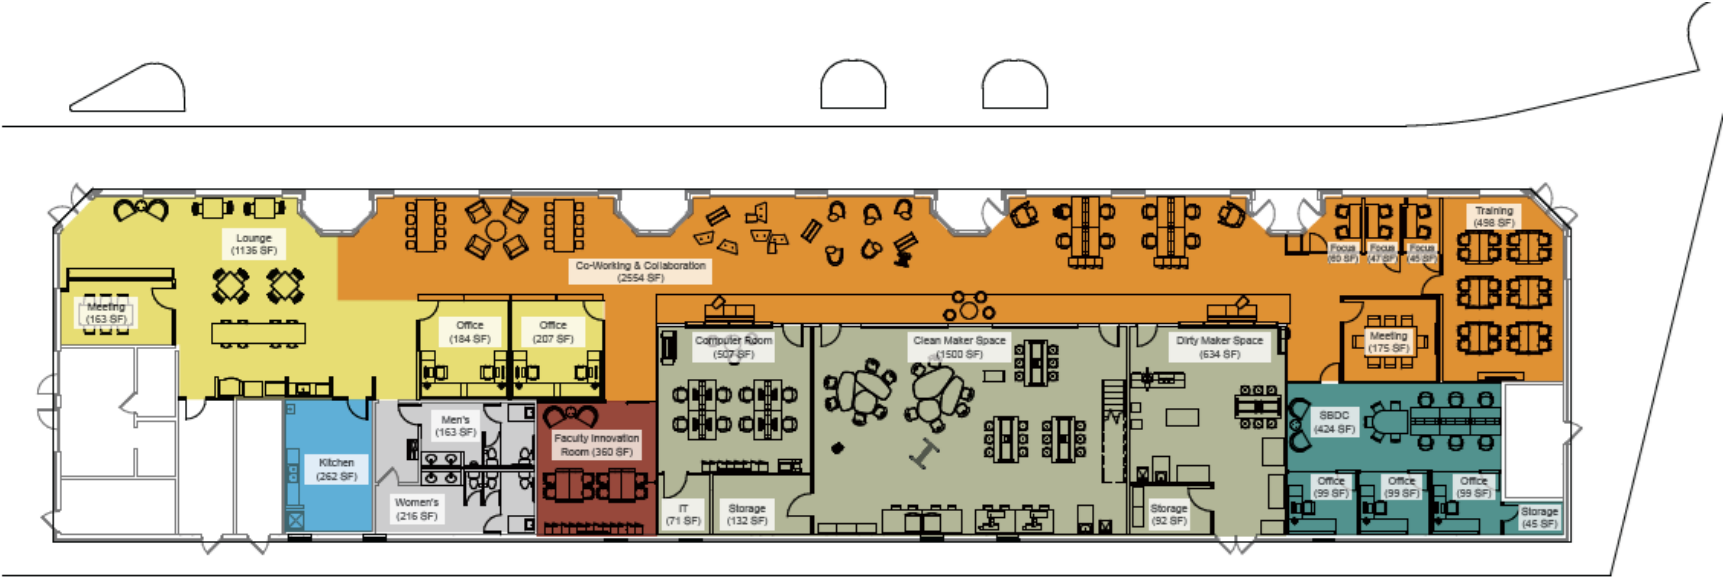 Lounge
(1136 SF)
Meeting
(163 SF)
Office
(184 SF)
Office
(207 SF)
Co-Working & Collaboration
(2554 SF)
Focus
(60 SF)
Focus
(47 SF)
Focus
(45 SF)
Training
(498 SF)
Meeting
(175 SF)
Computer Room
(507 SF)
Clean Maker Space
(1500 SF)
Dirty Maker Space
(634 SF)
Kitchen
(262 SF)
Men's
(163 SF)
Women's
(216 SF)
Faculty Innovation
Room (360 SF)
IT
(71 SF)
Storage
(132 SF)
Storage
(92 SF)
SBDC
(424 SF)
Office
(99 SF)
Office
(99 SF)
Office
(99 SF)
Storage
(45 SF)